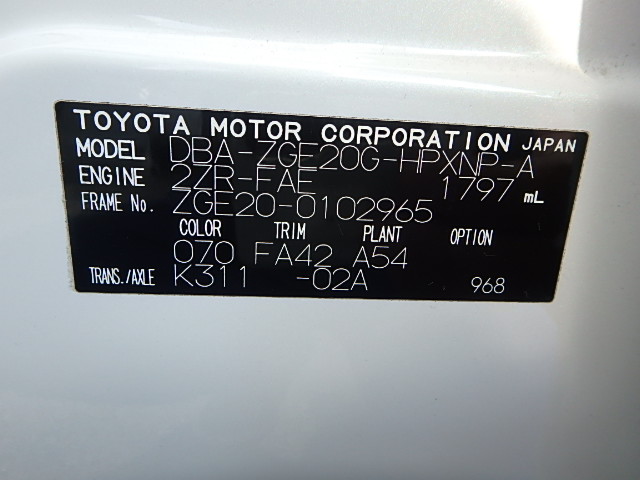 TOYOTA MOTOR CORPORATION JAPAN
MODEL DBA-ZGE20G-HPXNP-A
ENGINE 2ZR-FAE 1797 mL
FRAME No. ZGE20-0102965
COLOR TRIM PLANT OPTION
070 FA42 A54
TRANS./AXLE K311 -02A 968